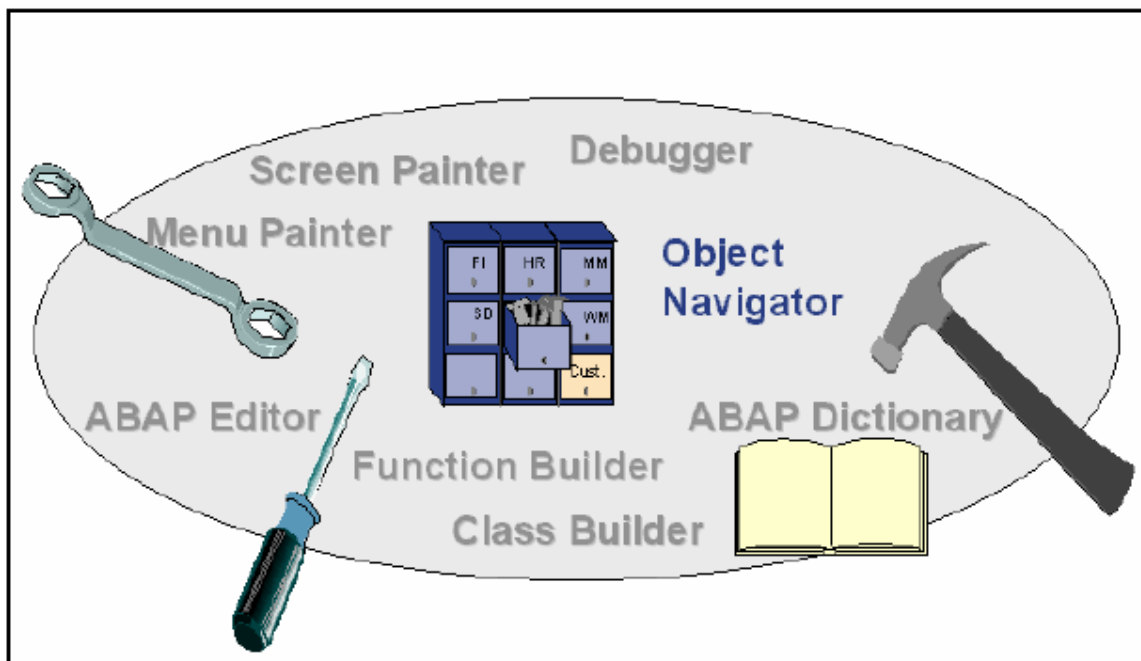 Debugger
Screen Painter
Menu Painter
Object
Navigator
FI
HR
MM
SD
WM
Cust.
ABAP Editor
ABAP Dictionary
Function Builder
Class Builder